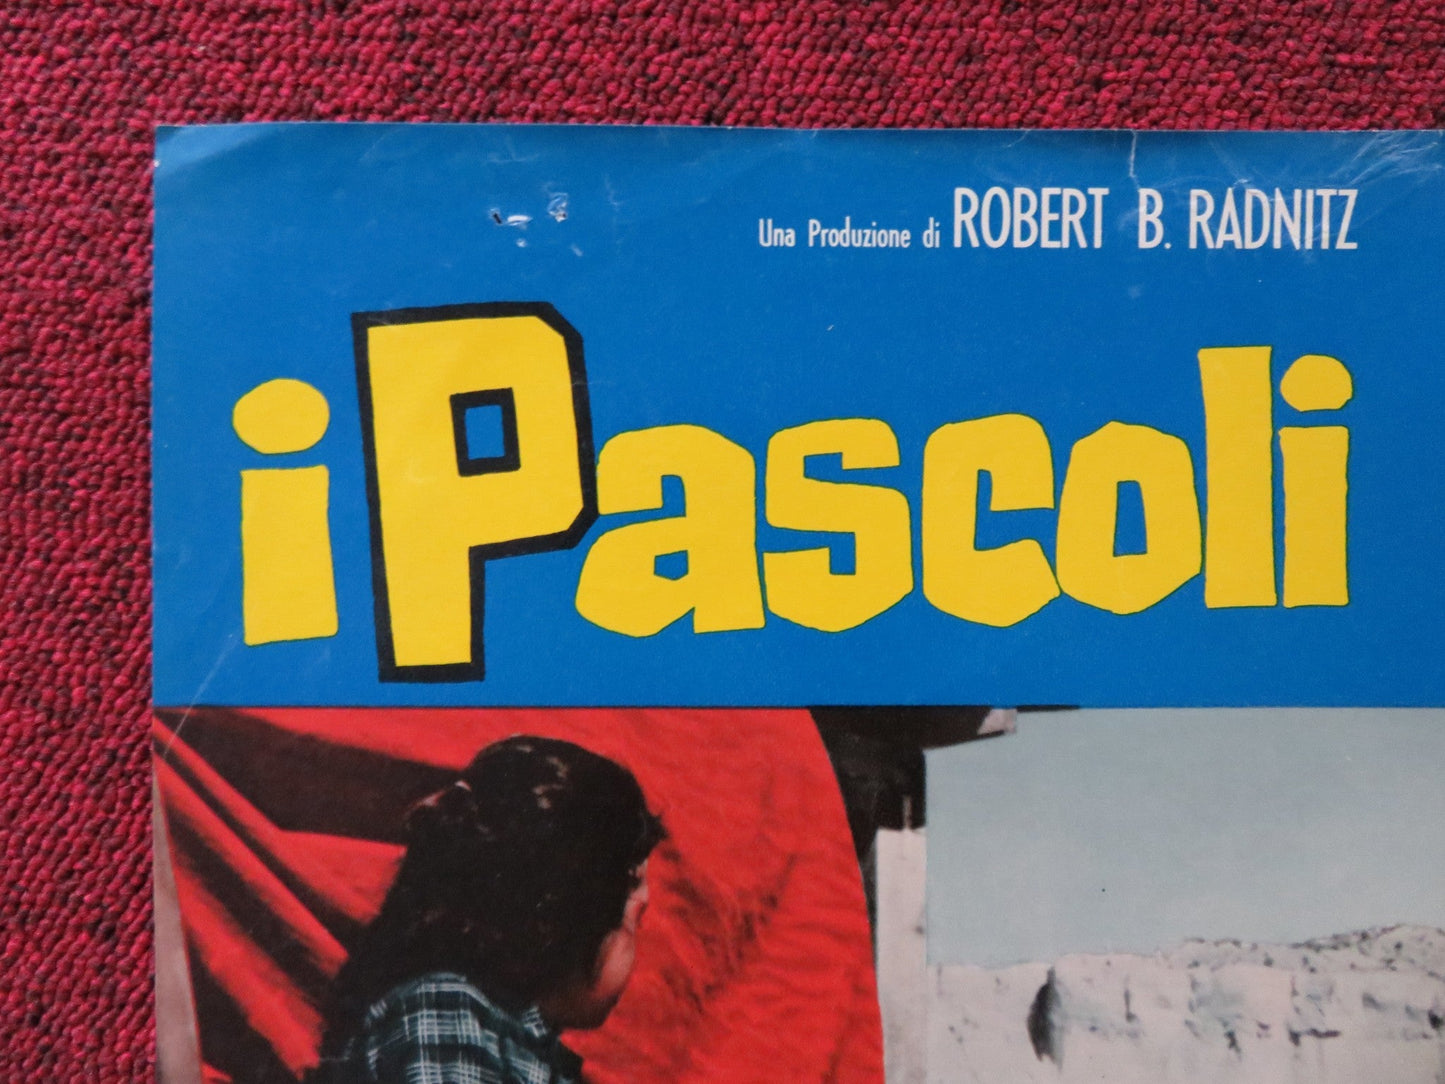 Una Produzione di ROBERT B. RADNITZ
i Pascoli